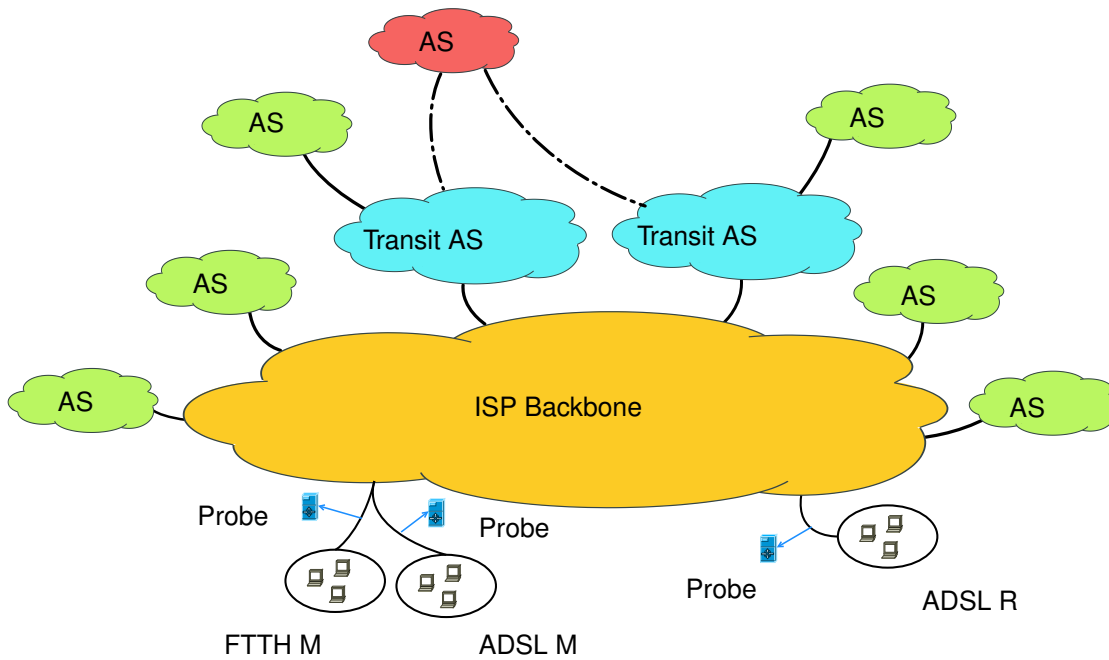 AS
AS
AS
Transit AS
Transit AS
AS
AS
AS
ISP Backbone
AS
Probe
Probe
Probe
FTTH M
ADSL M
ADSL R